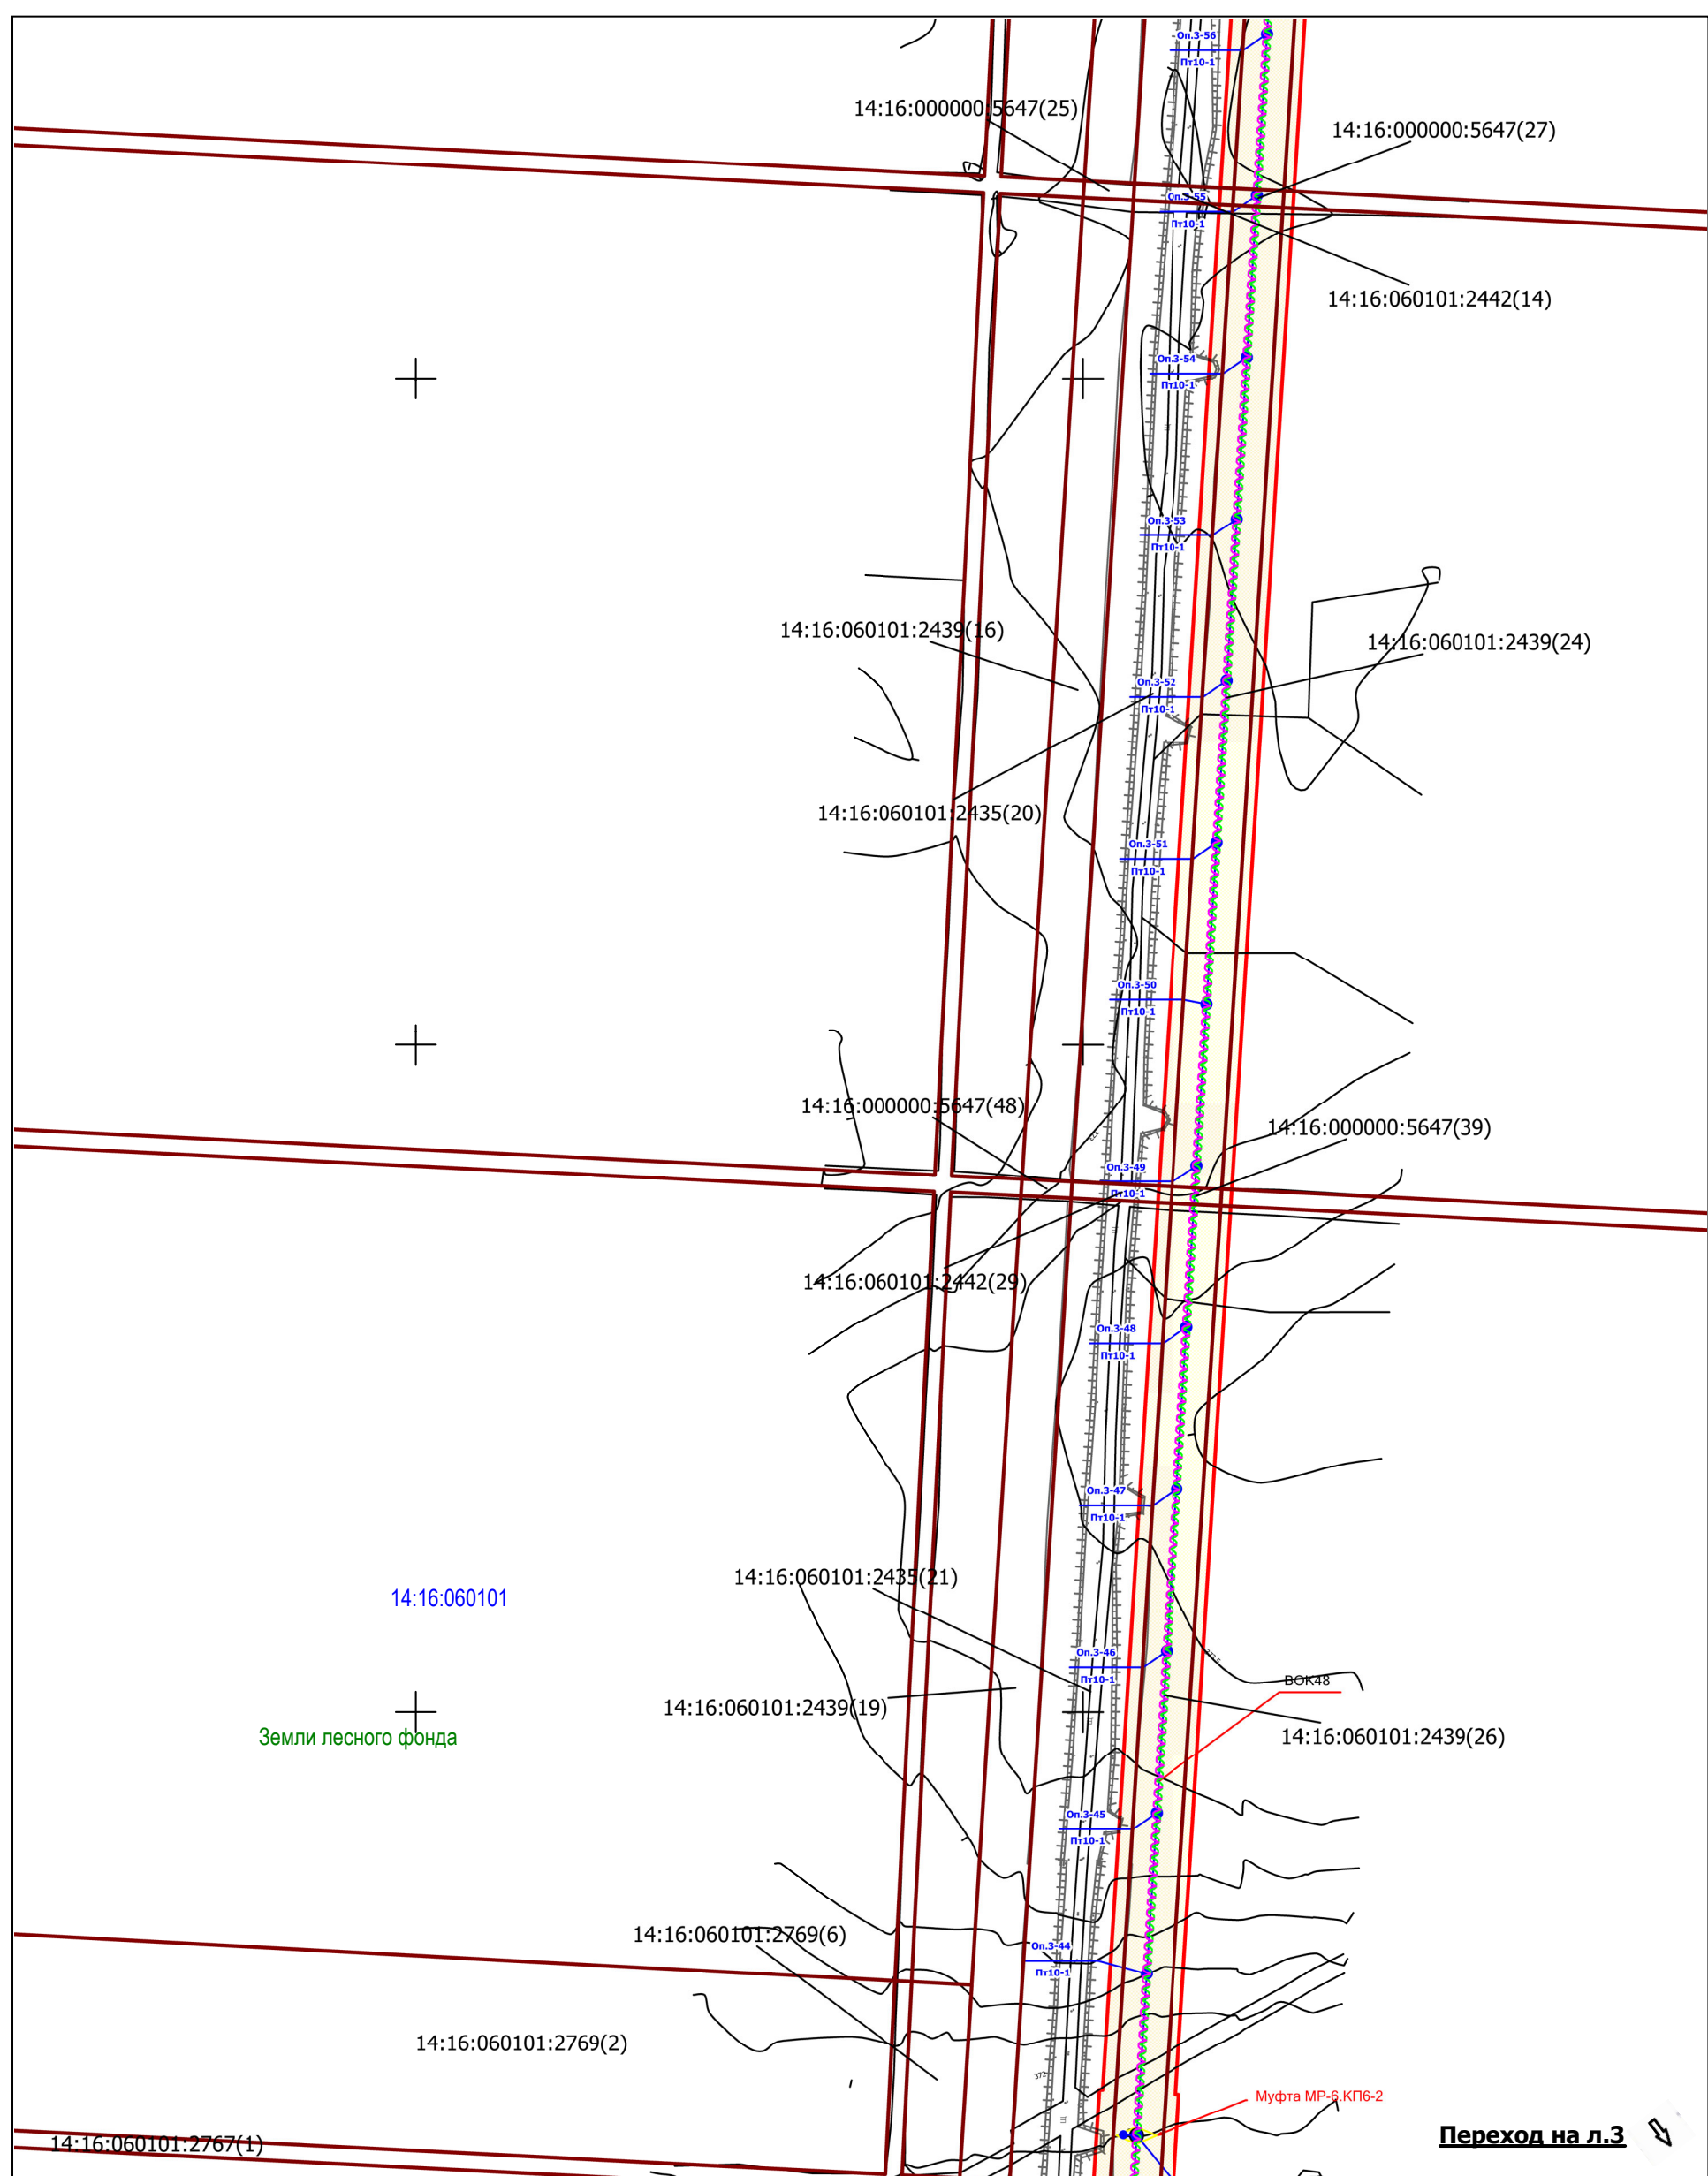 Оп.3-56
Пт10-1
14:16:000000:5647(25)
14:16:000000:5647(27)
Оп.3-55
Пт10-1
14:16:060101:2442(14)
Оп.3-54
Пт10-1
Оп.3-53
Пт10-1
14:16:060101:2439(16)
14:16:060101:2439(24)
Оп.3-52
Пт10-1
14:16:060101:2435(20)
Оп.3-51
Пт10-1
Оп.3-50
Пт10-1
14:16:000000:5647(48)
14:16:000000:5647(39)
Оп.3-49
Пт10-1
14:16:060101:2442(29)
Оп.3-48
Пт10-1
Оп.3-47
Пт10-1
14:16:060101:2435(21)
14:16:060101
Оп.3-46
Пт10-1
ВОК48
14:16:060101:2439(19)
Земли лесного фонда
14:16:060101:2439(26)
Оп.3-45
Пт10-1
14:16:060101:2769(6)
Оп.3-44
Пт10-1
14:16:060101:2769(2)
372
Муфта МР-6.КП6-2
Переход на л.3
14:16:060101:2767(1)